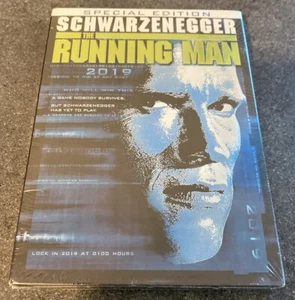 SPECIAL EDITION
SCHWARZENEGGER
THE
RUNNING MAN
2019
A GAME NOBODY SURVIVES.
BUT SCHWARZENEGGER
HAS YET TO PLAY.
2019
LOCK IN 2019 AT 0100 HOURS